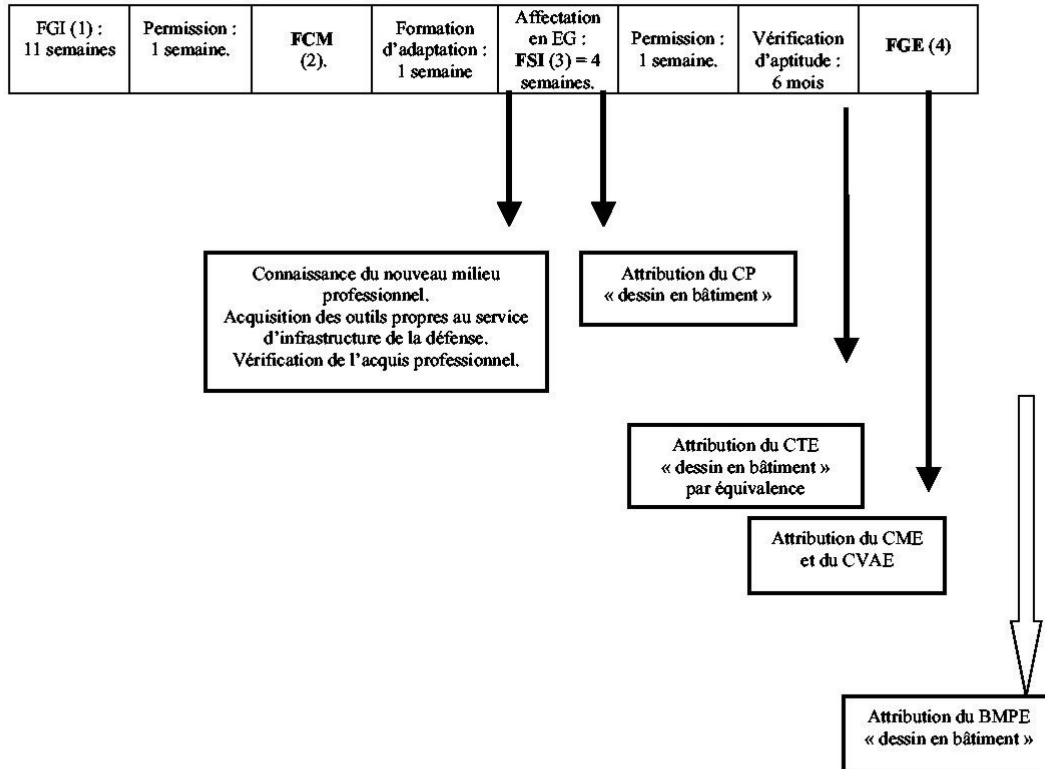 FGI (1) :
11 semaines
Permission :
1 semaine.
FCM
(2).
Formation
d'adaptation :
1 semaine
Affectation
en EG :
FSI (3) = 4
semaines.
Permission :
1 semaine.
Vérification
d'aptitude :
6 mois
FGE (4)
Connaissance du nouveau milieu
professionnel.
Acquisition des outils propres au service
d'infrastructure de la défense.
Vérification de l'acquis professionnel.
Attribution du CP
« dessin en bâtiment »
Attribution du CTE
« dessin en bâtiment »
par équivalence
Attribution du CME
et du CVAE
Attribution du BMPE
« dessin en bâtiment »